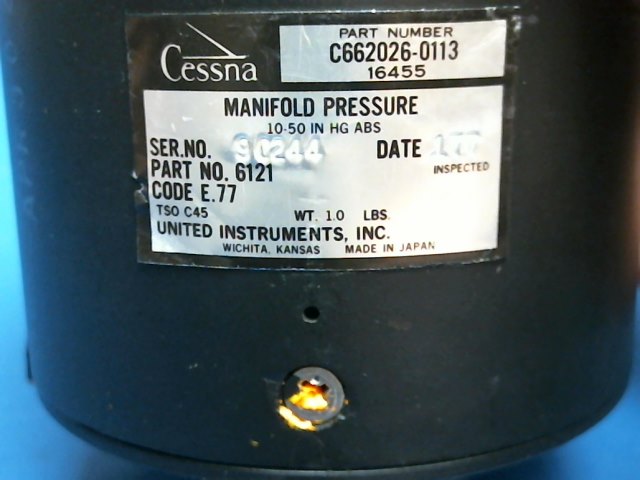 Cessna
PART NUMBER
C662026-0113
16455
MANIFOLD PRESSURE
10-50 IN HG ABS
SER.NO. 90244 DATE
INSPECTED
PART NO. 6121
CODE E.77
TSO C45 WT. 1.0 LBS.
UNITED INSTRUMENTS, INC.
WICHITA, KANSAS MADE IN JAPAN